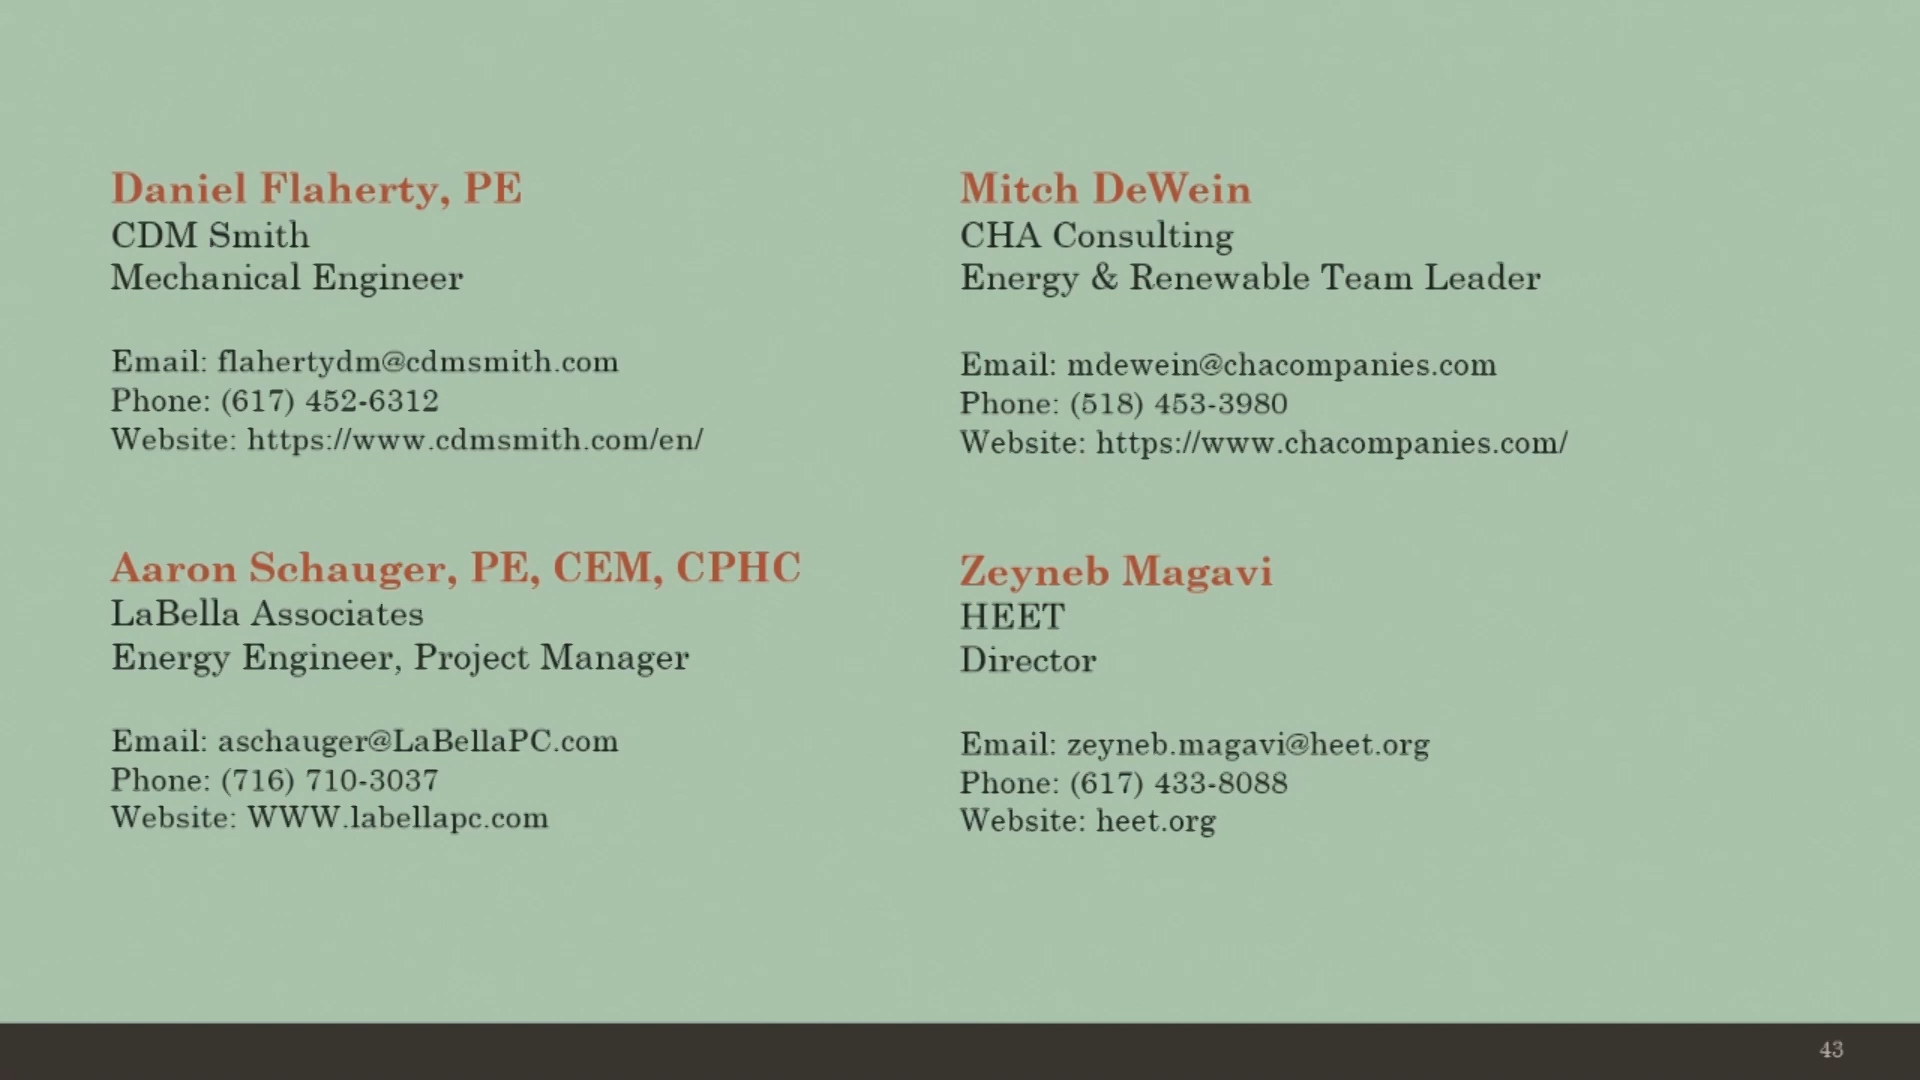 Daniel Flaherty, PE
CDM Smith
Mechanical Engineer
Email: flahertydm@cdmsmith.com
Phone: (617) 452-6312
Website: https://www.cdmsmith.com/en/
Mitch DeWein
CHA Consulting
Energy & Renewable Team Leader
Email: mdewein@chacompanies.com
Phone: (518) 453-3980
Website: https://www.chacompanies.com/
Aaron Schauger, PE, CEM, CPHC
LaBella Associates
Energy Engineer, Project Manager
Email: aschauger@LaBellaPC.com
Phone: (716) 710-3037
Website: WWW.labellapc.com
Zeyneb Magavi
HEET
Director
Email: zeyneb.magavi@heet.org
Phone: (617) 433-8088
Website: heet.org
43